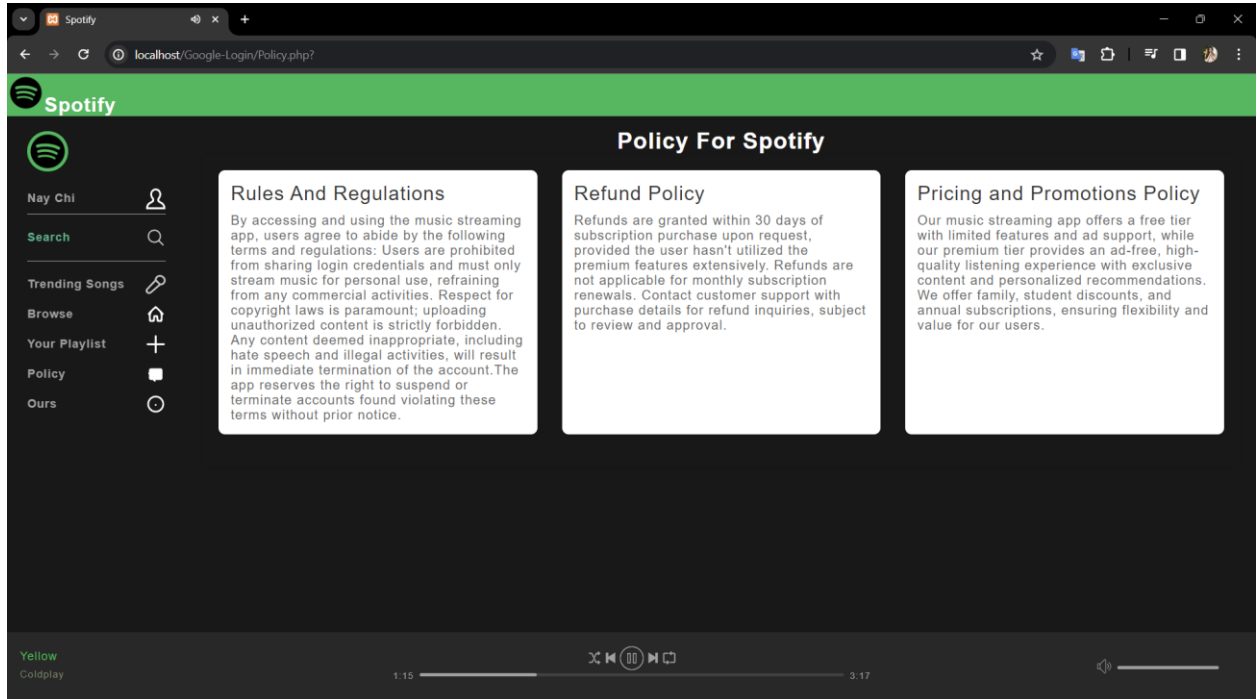 Spotify
localhost/Google-Login/Policy.php?
Spotify
Policy For Spotify
Nay Chi
Search
Trending Songs
Browse
Your Playlist
Policy
Ours
Rules And Regulations
By accessing and using the music streaming
app, users agree to abide by the following
terms and regulations: Users are prohibited
from sharing login credentials and must only
stream music for personal use, refraining
from any commercial activities. Respect for
copyright laws is paramount; uploading
unauthorized content is strictly forbidden.
Any content deemed inappropriate, including
hate speech and illegal activities, will result
in immediate termination of the account.The
app reserves the right to suspend or
terminate accounts found violating these
terms without prior notice.
Refund Policy
Refunds are granted within 30 days of
subscription purchase upon request,
provided the user hasn't utilized the
premium features extensively. Refunds are
not applicable for monthly subscription
renewals. Contact customer support with
purchase details for refund inquiries, subject
to review and approval.
Pricing and Promotions Policy
Our music streaming app offers a free tier
with limited features and ad support, while
our premium tier provides an ad-free, high-
quality listening experience with exclusive
content and personalized recommendations.
We offer family, student discounts, and
annual subscriptions, ensuring flexibility and
value for our users.
Yellow
Coldplay
1:15
3:17